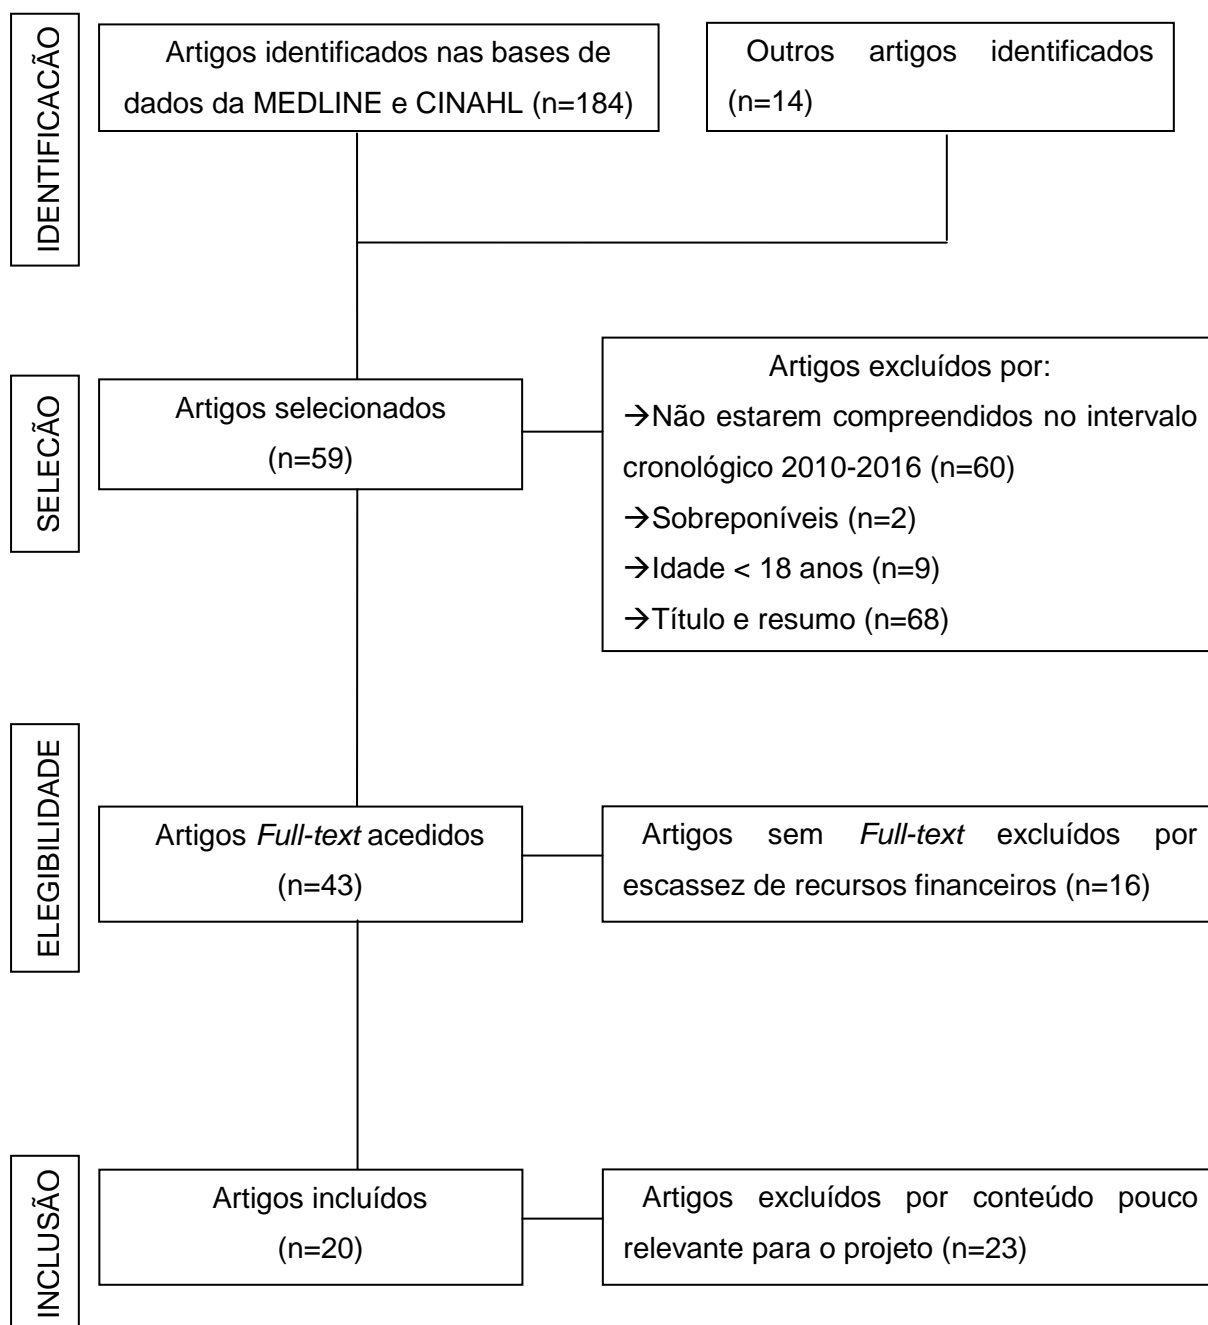 IDENTIFICAÇÃO
Artigos identificados nas bases de
dados da MEDLINE e CINAHL (n=184)
Outros artigos identificados
(n=14)
SELEÇÃO
Artigos selecionados
(n=59)
Artigos excluídos por:
→Não estarem compreendidos no intervalo
cronológico 2010-2016 (n=60)
→Sobreponíveis (n=2)
→Idade < 18 anos (n=9)
→Título e resumo (n=68)
ELEGIBILIDADE
Artigos Full-text acedidos
(n=43)
Artigos sem Full-text excluídos por
escassez de recursos financeiros (n=16)
INCLUSÃO
Artigos incluídos
(n=20)
Artigos excluídos por conteúdo pouco
relevante para o projeto (n=23)